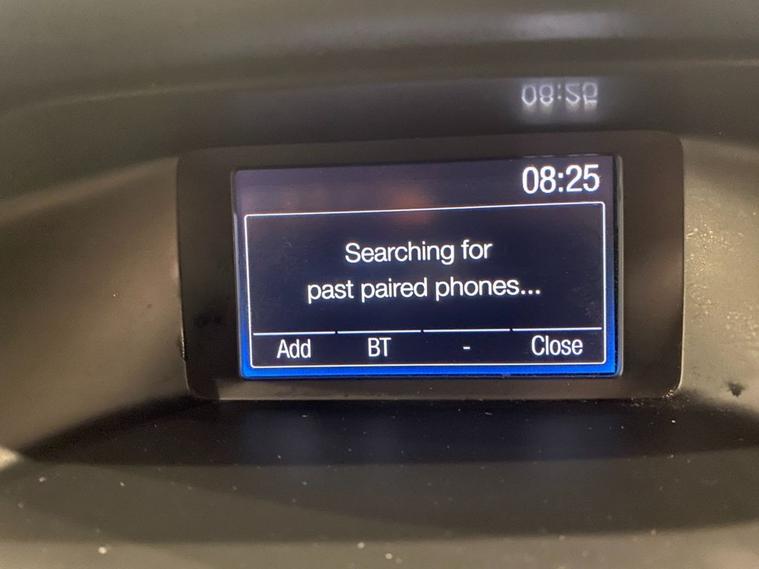 08:25
Searching for
past paired phones...
Add BT - Close